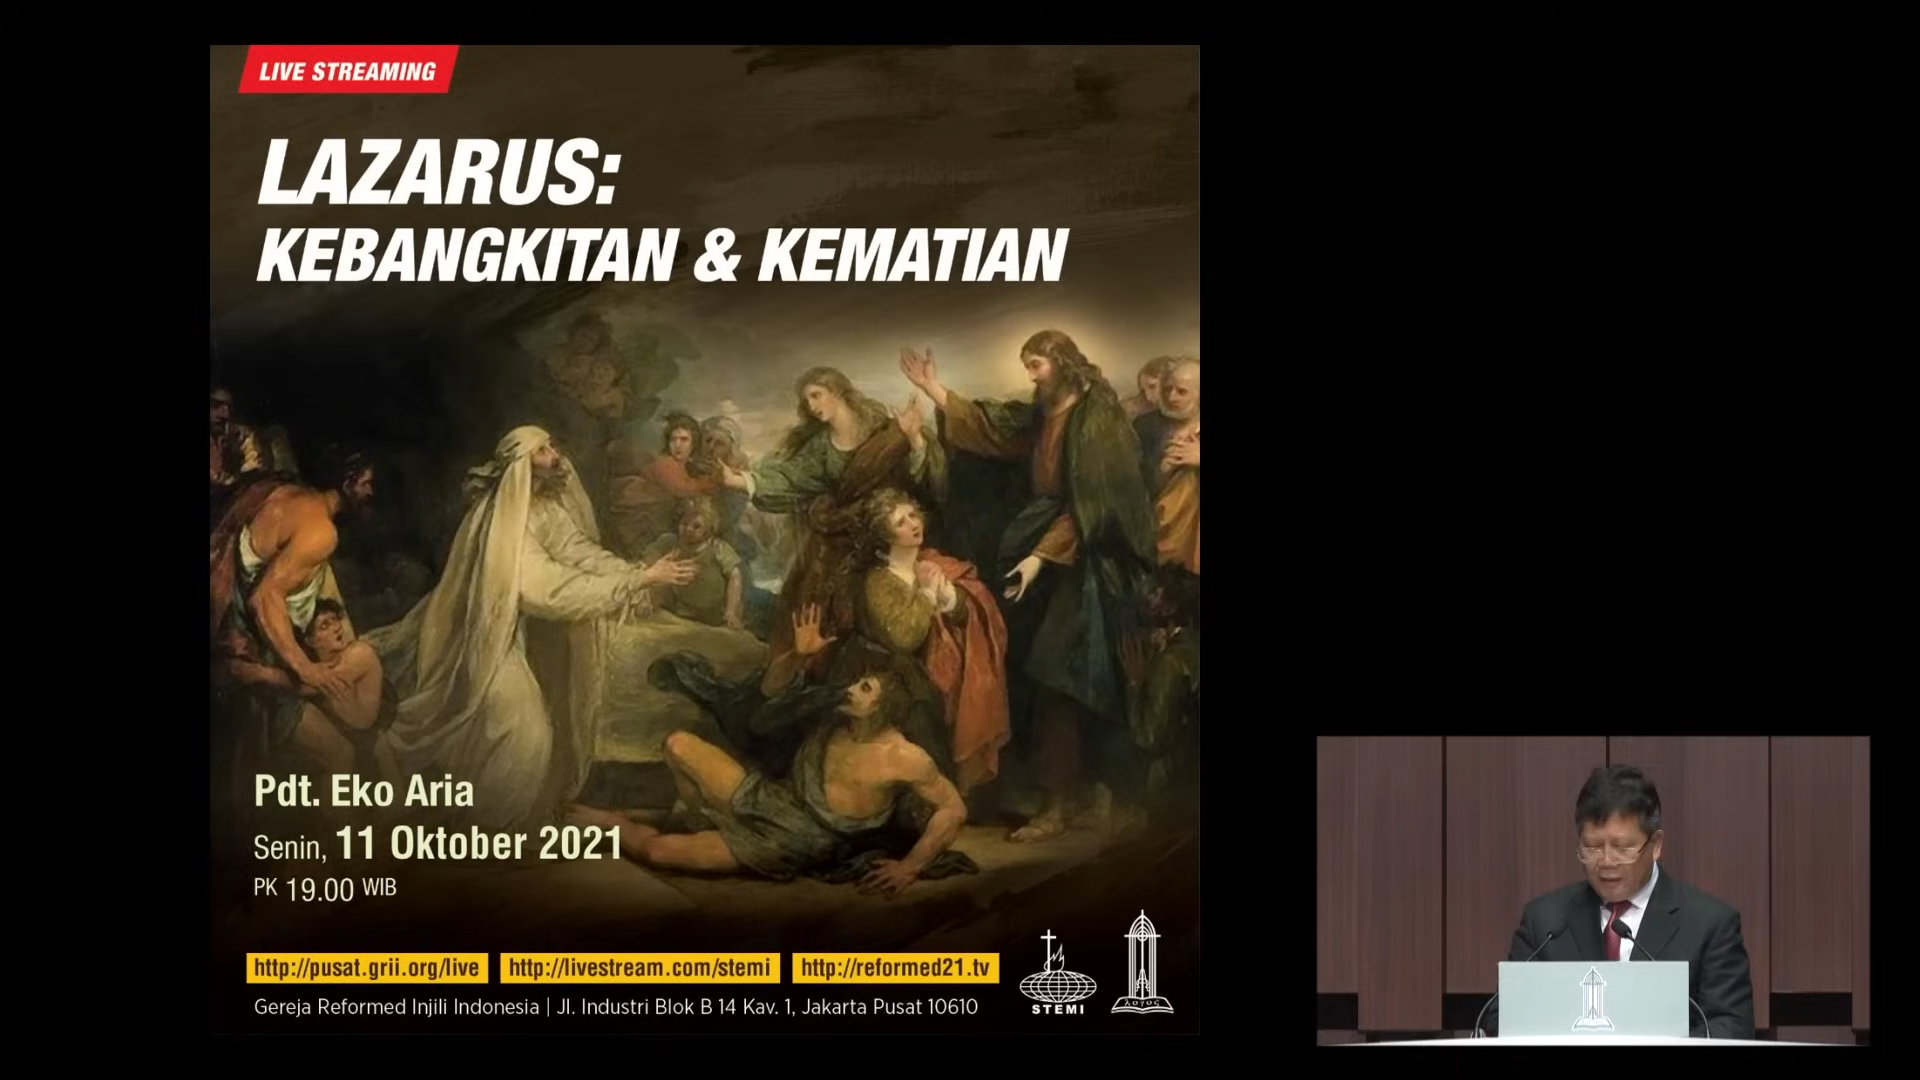 LIVE STREAMING
LAZARUS:
KEBANGKITAN & KEMATIAN
Pdt. Eko Aria
Senin, 11 Oktober 2021
PK 19.00 WIB
http://pusat.grii.org/live http://livestream.com/stemi http://reformed21.tv
STEMI
λογος
Gereja Reformed Injili Indonesia | Jl. Industri Blok B 14 Kav. 1, Jakarta Pusat 10610